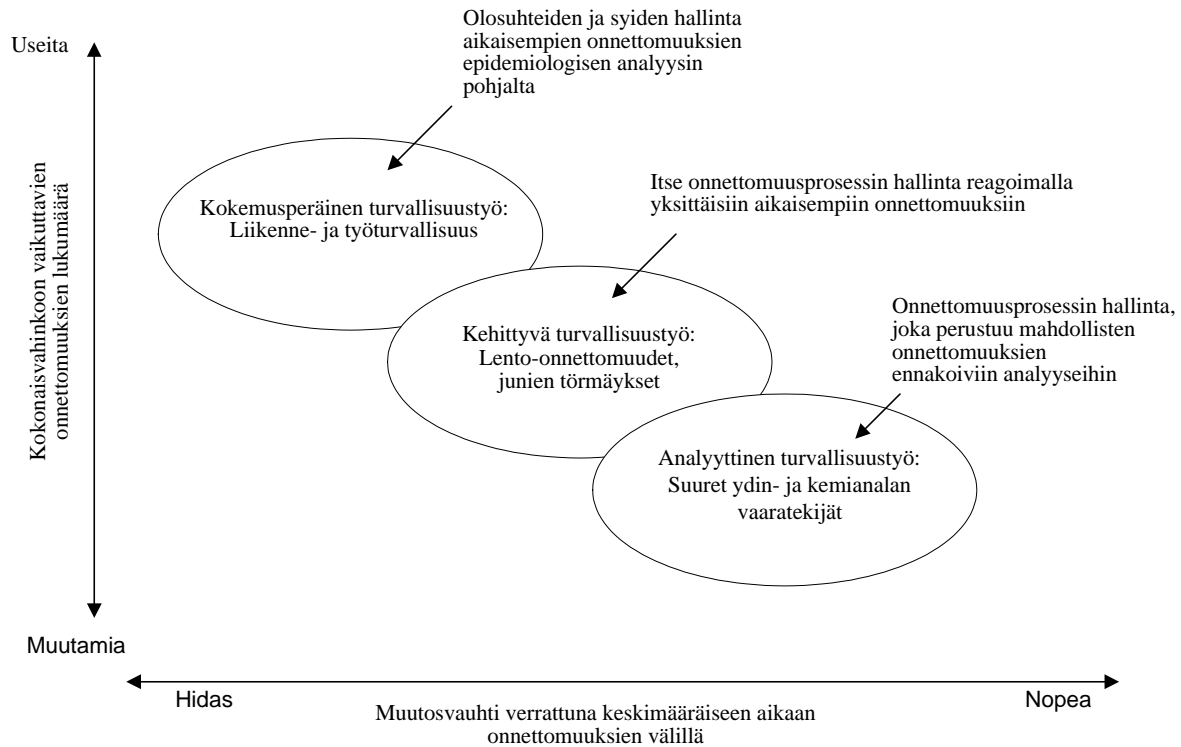 Olosuhteiden ja syiden hallinta
aikaisempien onnettomuuksien
epidemiologisen analyysin
pohjalta
Useita
Kokonaisvahinkoon vaikuttavien
onnettomuuksien lukumäärä
Kokemusperäinen turvallisuustyö:
Liikenne- ja työturvallisuus
Itse onnettomuusprosessin hallinta reagoimalla
yksittäisiin aikaisempiin onnettomuuksiin
Kehittyvä turvallisuustyö:
Lento-onnettomuudet,
junien törmäykset
Onnettomuusprosessin hallinta,
joka perustuu mahdollisten
onnettomuuksien
ennakoiviin analyyseihin
Analyyttinen turvallisuustyö:
Suuret ydin- ja kemianalan
vaaratekijät
Muutamia
Hidas
Nopea
Muutosvauhti verrattuna keskimääräiseen aikaan
onnettomuuksien välillä